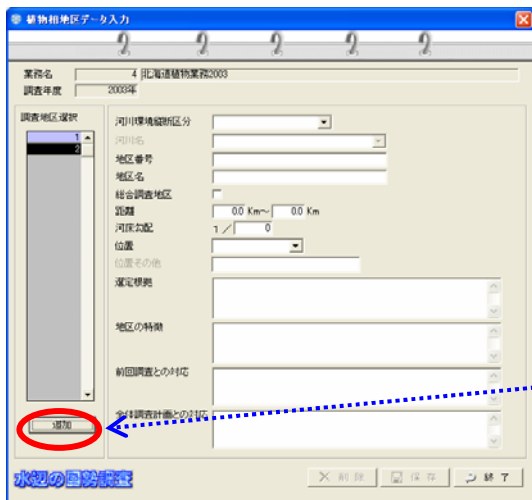 植物相地区データ入力
業務名 4 北海道植物業務2003
調査年度 2003年
調査地区選択
1
2
河川環境縦断区分
河川名
地区番号
地区名
総合調査地区
距離 0.0 Km～ 0.0 Km
河床勾配 1／ 0
位置
位置その他
選定根拠
地区の特徴
前回調査との対応
全体調査計画との対応
追加
水辺の国勢調査
削除 保存 終了